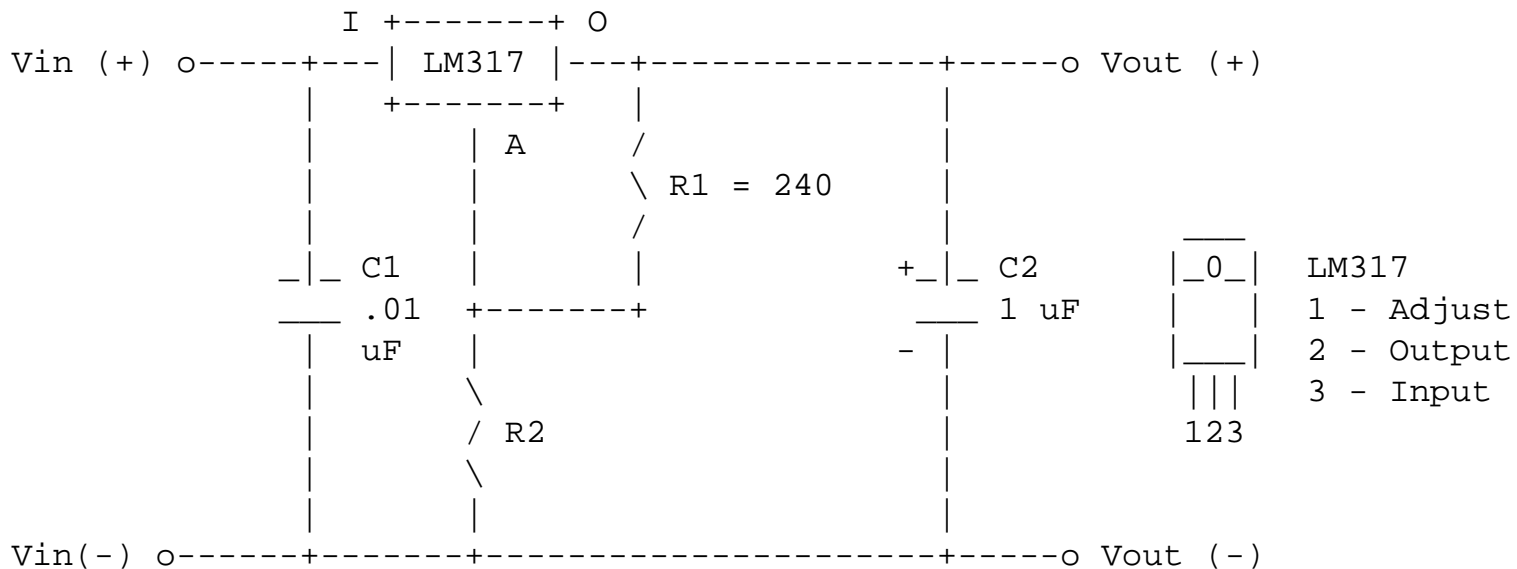 I O
Vin (+) LM317 Vout (+)
A
R1 = 240
C1 + C2 0 LM317
.01 1 uF 1 - Adjust
uF - 2 - Output
3 - Input
R2 123
Vin(-) Vout (-)